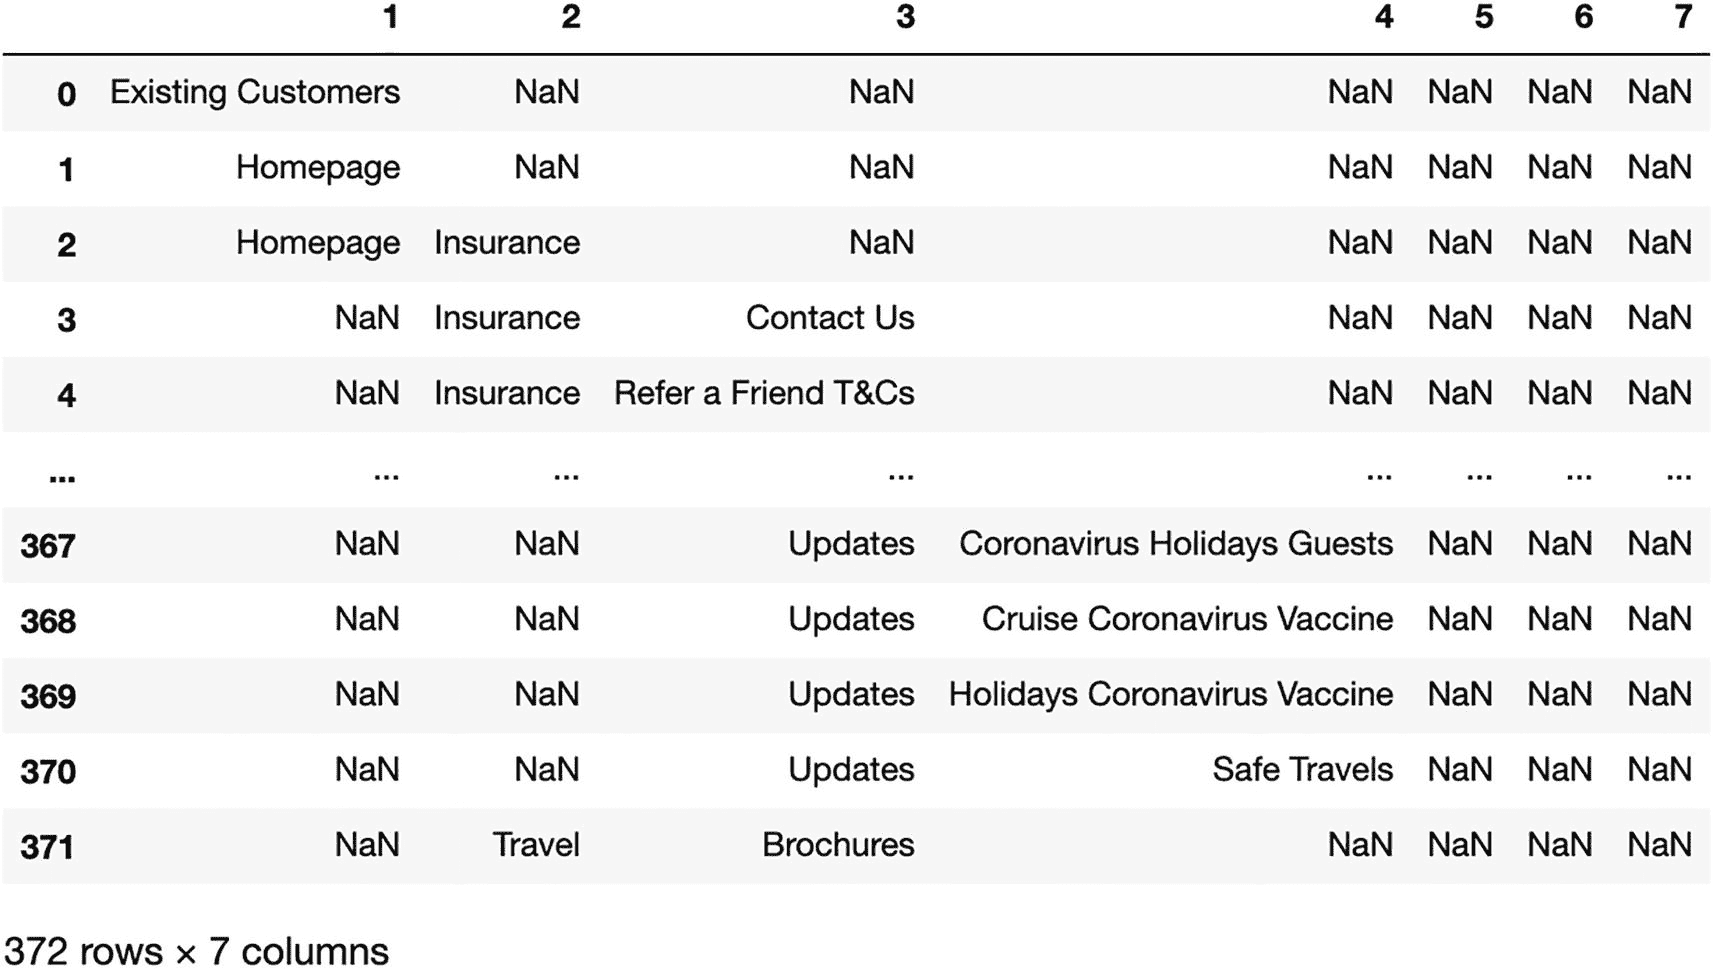 1 2 3 4 5 6 7
0 Existing Customers NaN NaN NaN NaN NaN NaN
1 Homepage NaN NaN NaN NaN NaN NaN
2 Homepage Insurance NaN NaN NaN NaN NaN
3 NaN Insurance Contact Us NaN NaN NaN NaN
4 NaN Insurance Refer a Friend T&Cs NaN NaN NaN NaN
... ... ... ... ... ... ... ...
367 NaN NaN Updates Coronavirus Holidays Guests NaN NaN NaN
368 NaN NaN Updates Cruise Coronavirus Vaccine NaN NaN NaN
369 NaN NaN Updates Holidays Coronavirus Vaccine NaN NaN NaN
370 NaN NaN Updates Safe Travels NaN NaN NaN
371 NaN Travel Brochures NaN NaN NaN NaN
372 rows × 7 columns